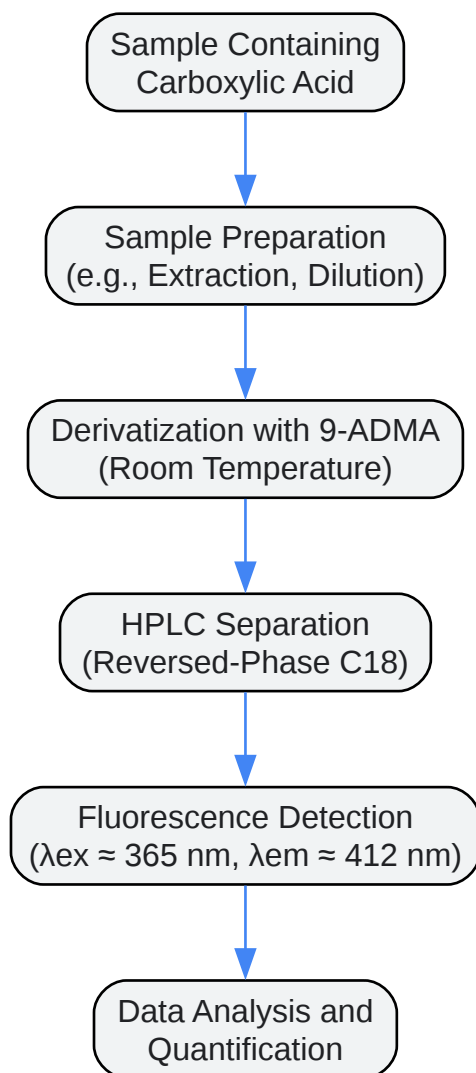 Sample Containing
Carboxylic Acid
Sample Preparation
(e.g., Extraction, Dilution)
Derivatization with 9-ADMA
(Room Temperature)
HPLC Separation
(Reversed-Phase C18)
Fluorescence Detection
(λex ≈ 365 nm, λem ≈ 412 nm)
Data Analysis and
Quantification